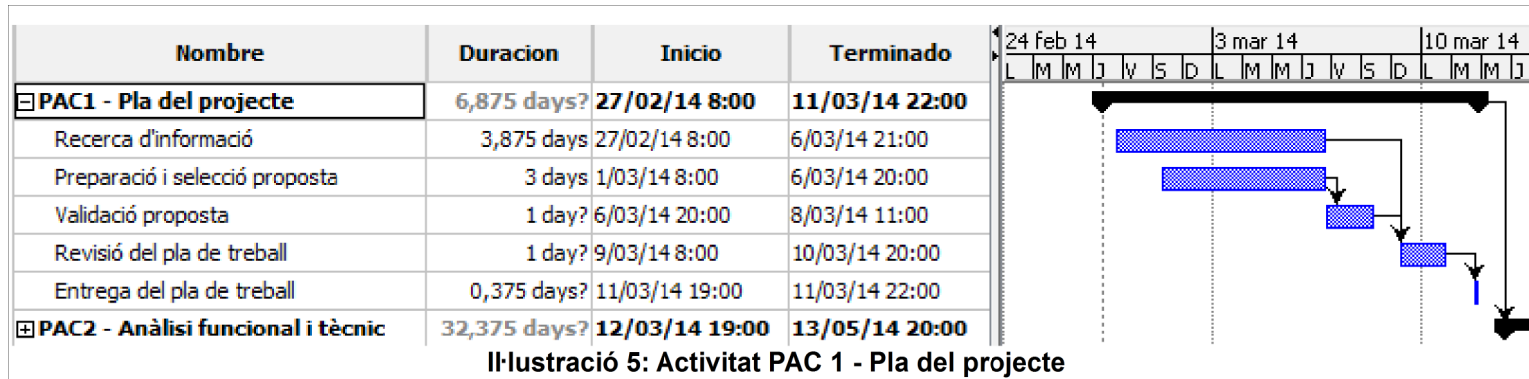 Nombre Duracion Inicio Terminado 24 feb 14 3 mar 14 10 mar 14
L M M J V S D L M M J V S D L M M J
PAC1 - Pla del projecte 6,875 days? 27/02/14 8:00 11/03/14 22:00
Recerca d'informació 3,875 days 27/02/14 8:00 6/03/14 21:00
Preparació i selecció proposta 3 days 1/03/14 8:00 6/03/14 20:00
Validació proposta 1 day? 6/03/14 20:00 8/03/14 11:00
Revisió del pla de treball 1 day? 9/03/14 8:00 10/03/14 20:00
Entrega del pla de treball 0,375 days? 11/03/14 19:00 11/03/14 22:00
PAC2 - Anàlisi funcional i tècnic 32,375 days? 12/03/14 19:00 13/05/14 20:00
Il·lustració 5: Activitat PAC 1 - Pla del projecte